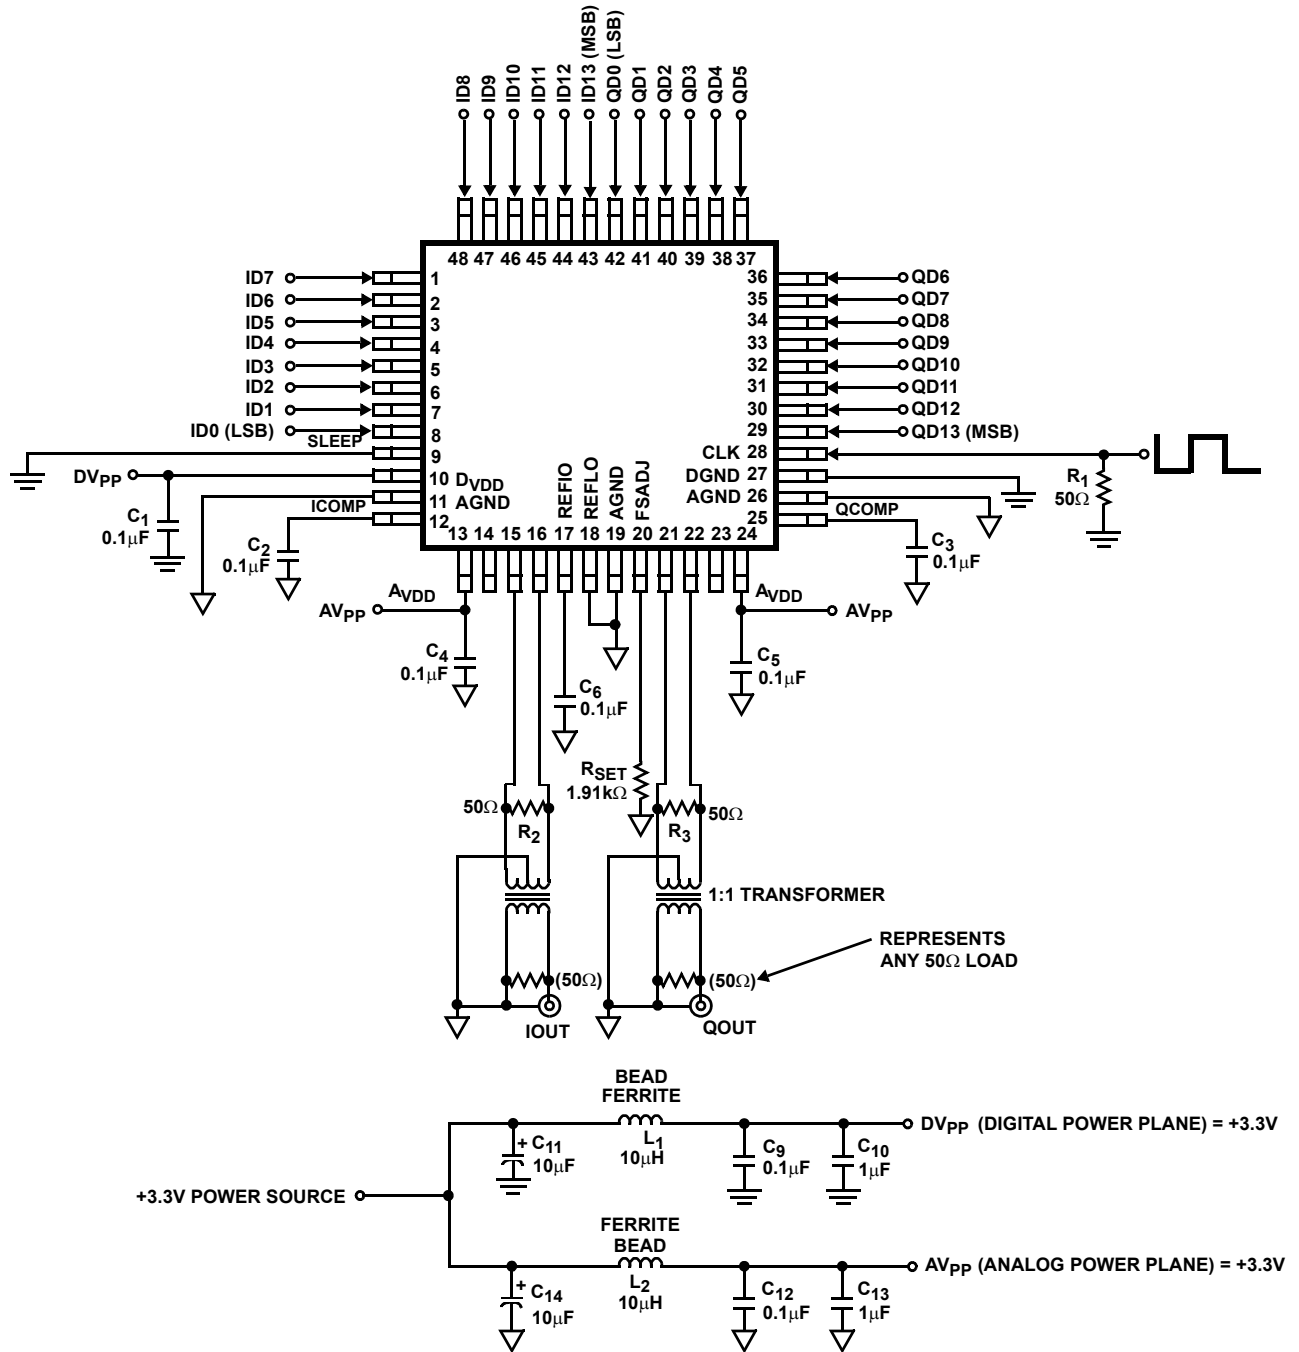 ID8
ID9
ID10
ID11
ID12
ID13 (MSB)
QD0 (LSB)
QD1
QD2
QD3
QD4
QD5
48 47 46 45 44 43 42 41 40 39 38 37
ID7
ID6
ID5
ID4
ID3
ID2
ID1
ID0 (LSB)
SLEEP
DVPP
ICOMP
1
2
3
4
5
6
7
8
9
10 DVDD
11 AGND
12
36
35
34
33
32
31
30
29
CLK 28
DGND 27
AGND 26
25
QD6
QD7
QD8
QD9
QD10
QD11
QD12
QD13 (MSB)
QCOMP
R1
50Ω
REFIO
REFLO
AGND
FSADJ
13 14 15 16 17 18 19 20 21 22 23 24
C1
0.1μF
C2
0.1μF
C3
0.1μF
AVDD
AVPP
C4
0.1μF
AVDD
AVPP
C5
0.1μF
C6
0.1μF
RSET
1.91kΩ
50Ω
R2
R3
50Ω
1:1 TRANSFORMER
REPRESENTS
ANY 50Ω LOAD
(50Ω)
(50Ω)
IOUT
QOUT
BEAD
FERRITE
L1
10μH
+ C11
10μF
C9
0.1μF
C10
1μF
DVPP (DIGITAL POWER PLANE) = +3.3V
+3.3V POWER SOURCE
FERRITE
BEAD
L2
10μH
+ C14
10μF
C12
0.1μF
C13
1μF
AVPP (ANALOG POWER PLANE) = +3.3V